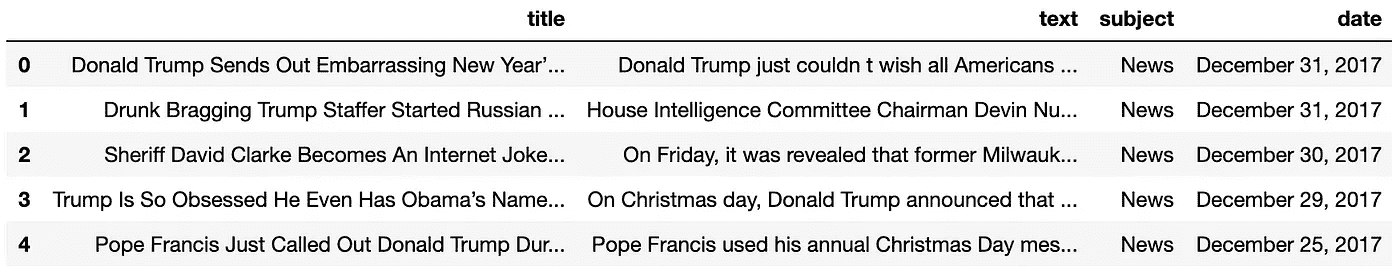 title text subject date
0 Donald Trump Sends Out Embarrassing New Year’... Donald Trump just couldn t wish all Americans ... News December 31, 2017
1 Drunk Bragging Trump Staffer Started Russian ... House Intelligence Committee Chairman Devin Nu... News December 31, 2017
2 Sheriff David Clarke Becomes An Internet Joke... On Friday, it was revealed that former Milwauk... News December 30, 2017
3 Trump Is So Obsessed He Even Has Obama’s Name... On Christmas day, Donald Trump announced that ... News December 29, 2017
4 Pope Francis Just Called Out Donald Trump Dur... Pope Francis used his annual Christmas Day mes... News December 25, 2017